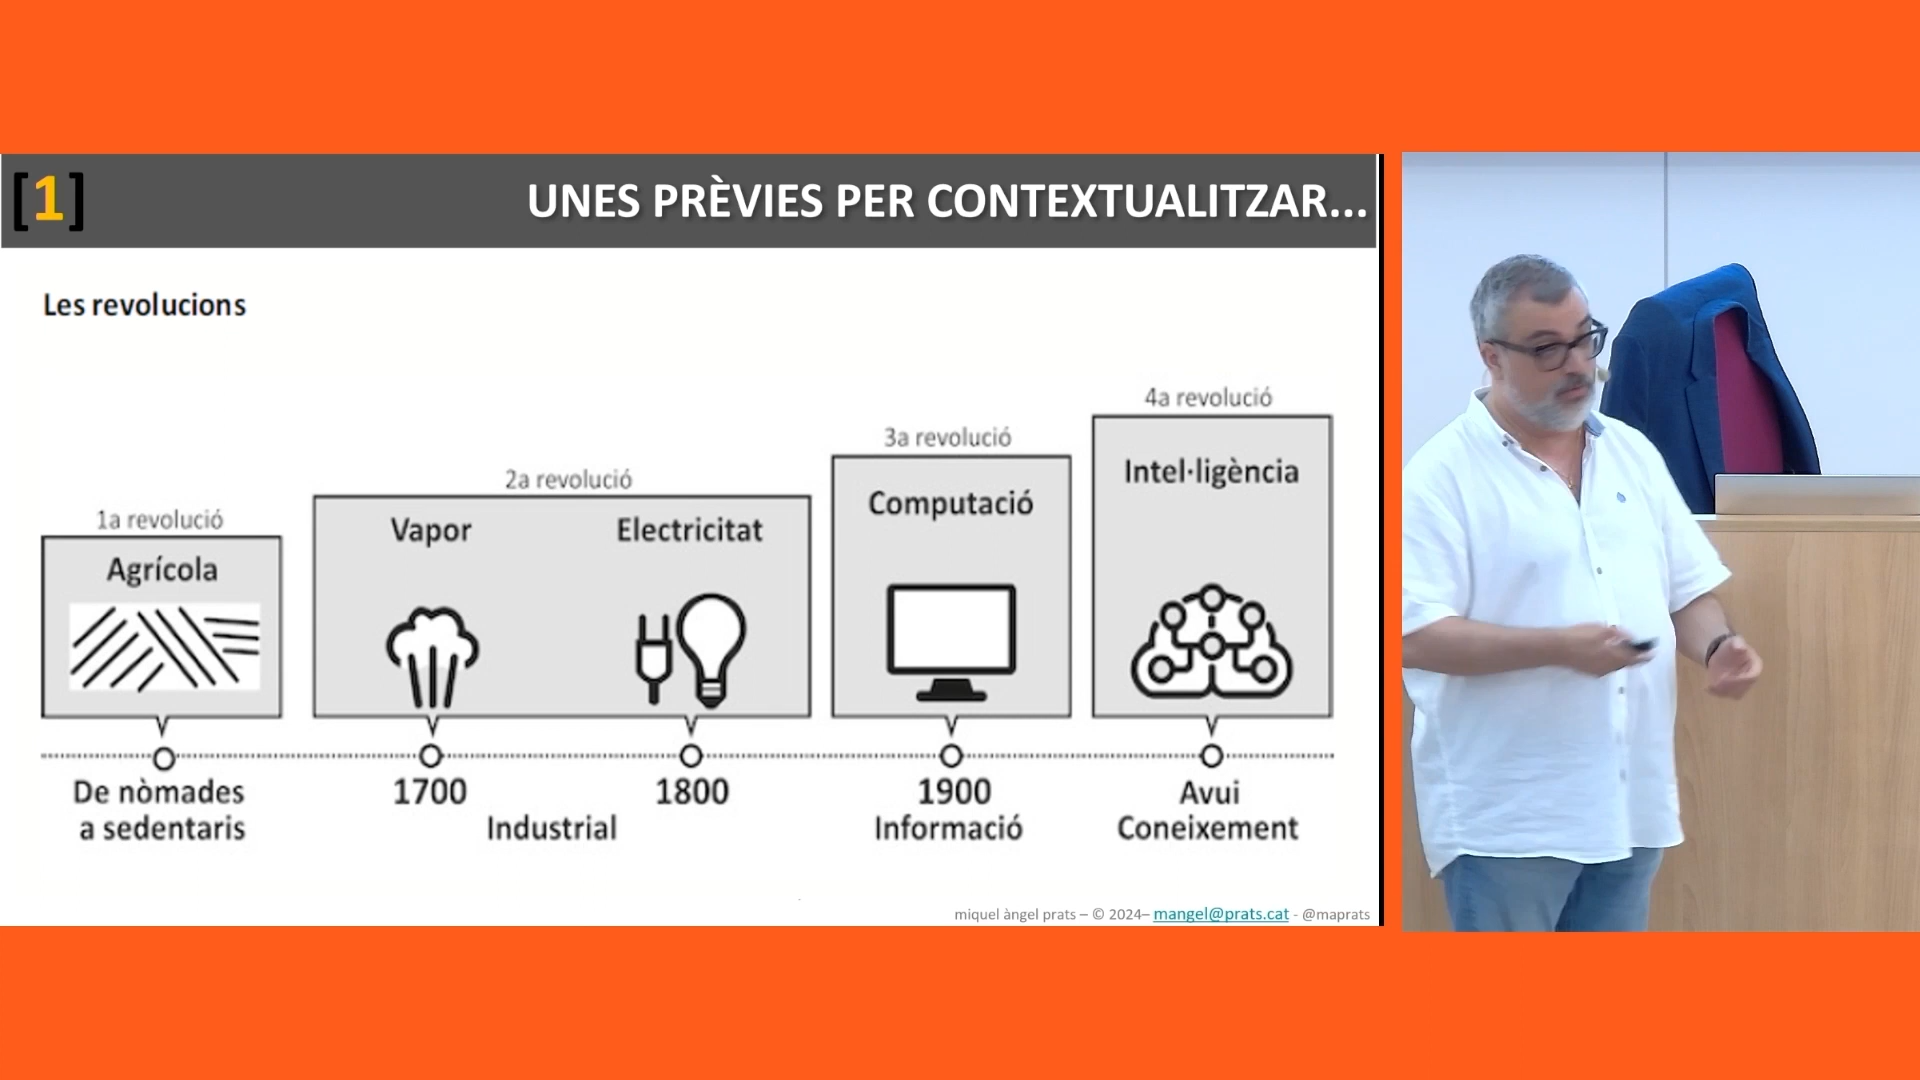 [1]
UNES PRÈVIES PER CONTEXTUALITZAR...
Les revolucions
1a revolució
Agrícola
2a revolució
Vapor
Electricitat
3a revolució
Computació
4a revolució
Intel·ligència
De nòmades
a sedentaris
1700
1800
Industrial
1900
Informació
Avui
Coneixement
miquel àngel prats – © 2024– mangel@prats.cat - @maprats